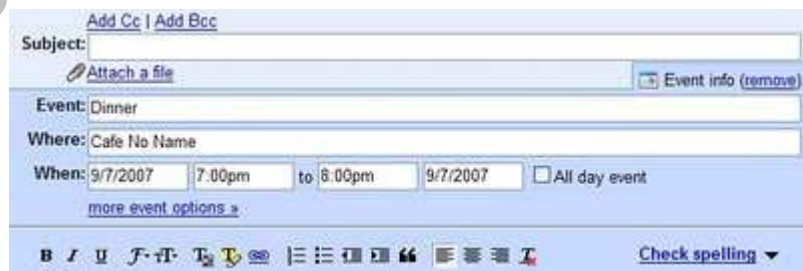 Add Cc | Add Bcc
Subject:
Attach a file
Event info (remove)
Event: Dinner
Where: Cafe No Name
When: 9/7/2007 7:00pm to 8:00pm 9/7/2007 All day event
more event options »
B I U Check spelling